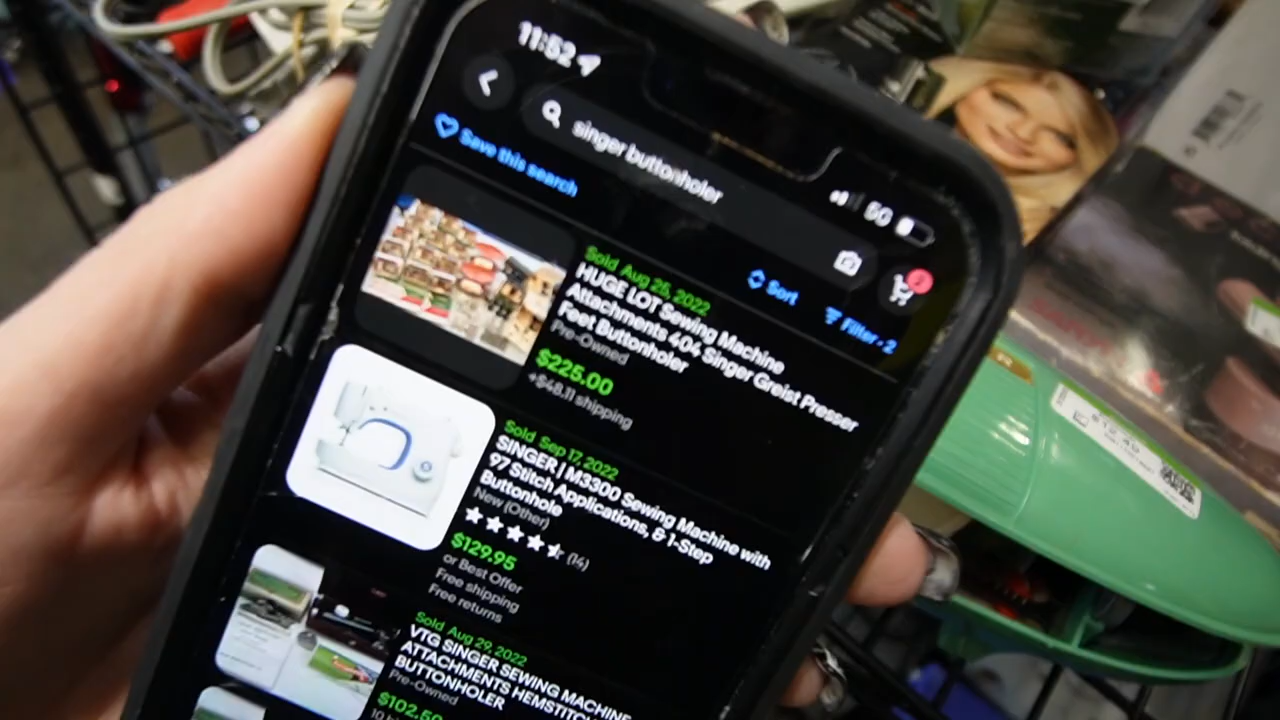 11:52
singer buttonholer
5G
Save this search
Sort
Filter • 2
Sold Aug 25, 2022
HUGE LOT Sewing Machine
Attachments 404 Singer Greist Presser
Feet Buttonholer
Pre-Owned
$225.00
+$48.11 shipping
Sold Sep 17, 2022
SINGER | M3300 Sewing Machine with
97 Stitch Applications, & 1-Step
Buttonhole
New (Other)
(14)
$129.95
or Best Offer
Free shipping
Free returns
Sold Aug 29, 2022
VTG SINGER SEWING MACHINE
ATTACHMENTS HEMSTITCH
BUTTONHOLER
Pre-Owned
$102.50